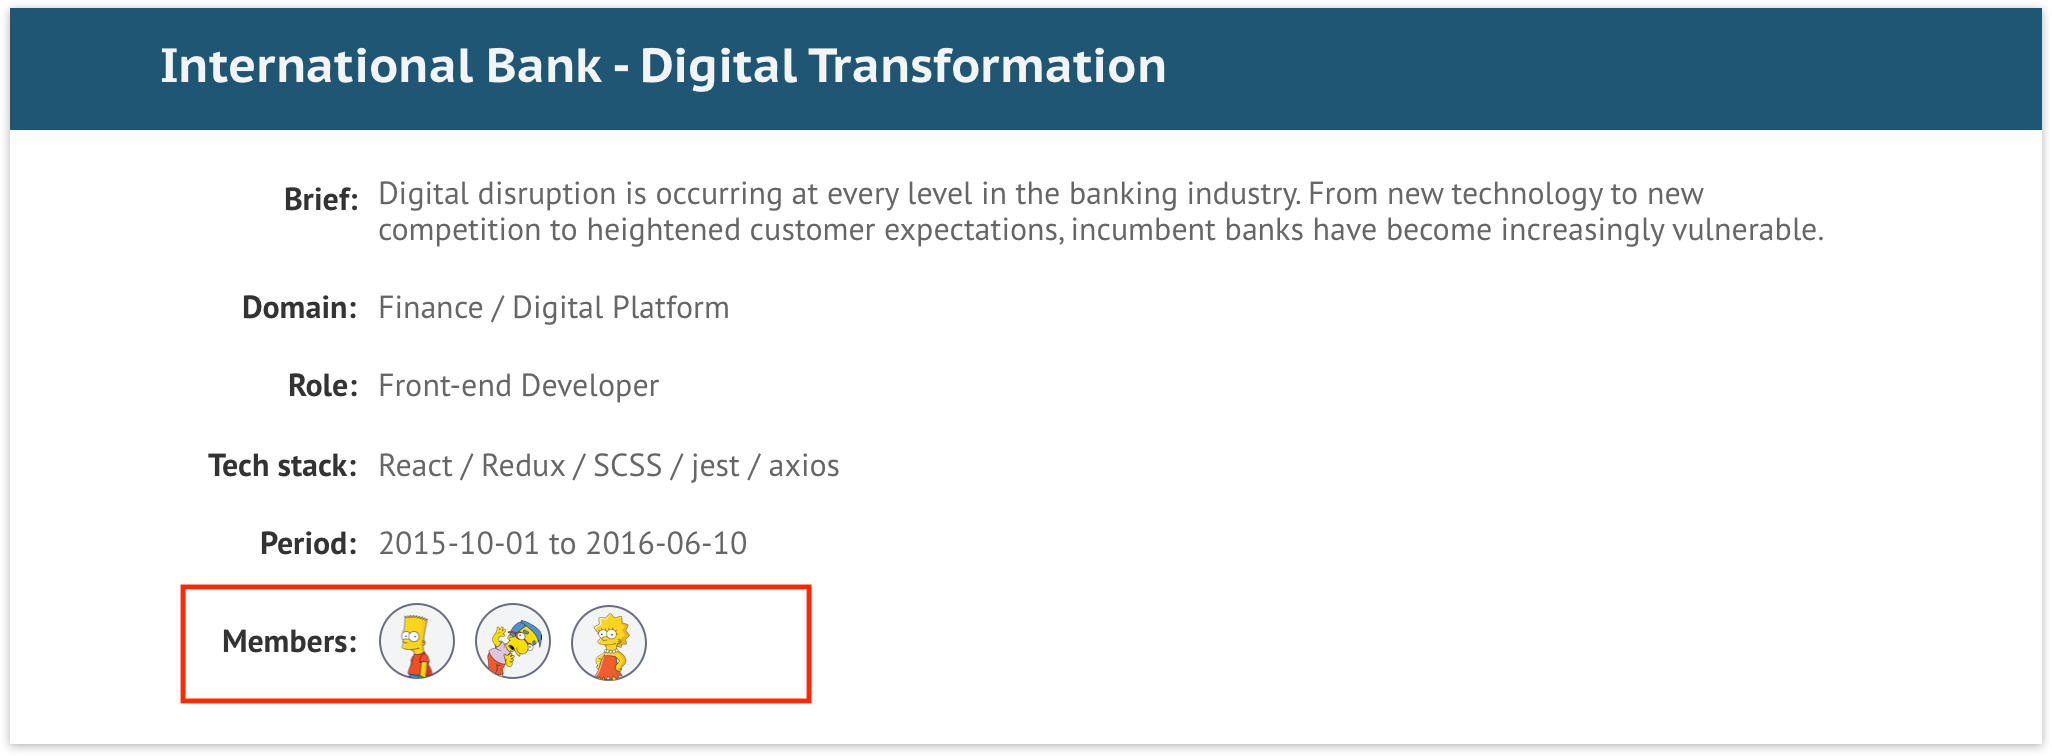 International Bank - Digital Transformation
Brief: Digital disruption is occurring at every level in the banking industry. From new technology to new
competition to heightened customer expectations, incumbent banks have become increasingly vulnerable.
Domain: Finance / Digital Platform
Role: Front-end Developer
Tech stack: React / Redux / SCSS / jest / axios
Period: 2015-10-01 to 2016-06-10
Members: